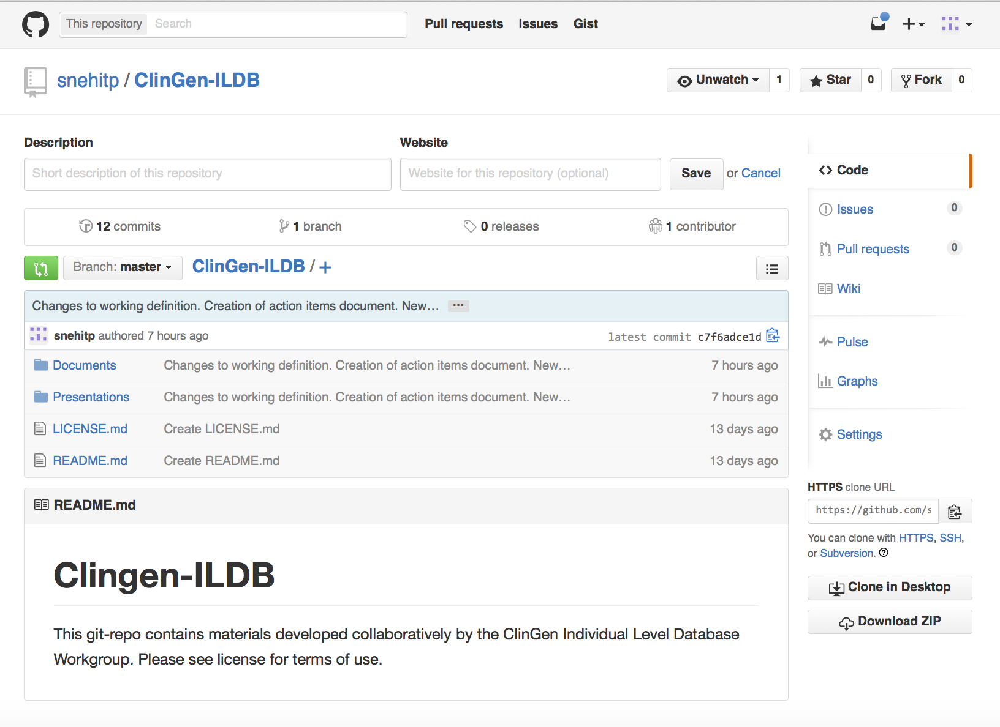 This repository Search Pull requests Issues Gist
snehitp / ClinGen-ILDB Unwatch 1 Star 0 Fork 0
Description Website
Short description of this repository Website for this repository (optional) Save or Cancel
12 commits 1 branch 0 releases 1 contributor
Branch: master ClinGen-ILDB / +
Changes to working definition. Creation of action items document. New… …
snehitp authored 7 hours ago latest commit c7f6adce1d
Documents Changes to working definition. Creation of action items document. New… 7 hours ago
Presentations Changes to working definition. Creation of action items document. New… 7 hours ago
LICENSE.md Create LICENSE.md 13 days ago
README.md Create README.md 13 days ago
README.md
Clingen-ILDB
This git-repo contains materials developed collaboratively by the ClinGen Individual Level Database
Workgroup. Please see license for terms of use.
Code
Issues 0
Pull requests 0
Wiki
Pulse
Graphs
Settings
HTTPS clone URL
https://github.com/s
You can clone with HTTPS, SSH,
or Subversion.
Clone in Desktop
Download ZIP